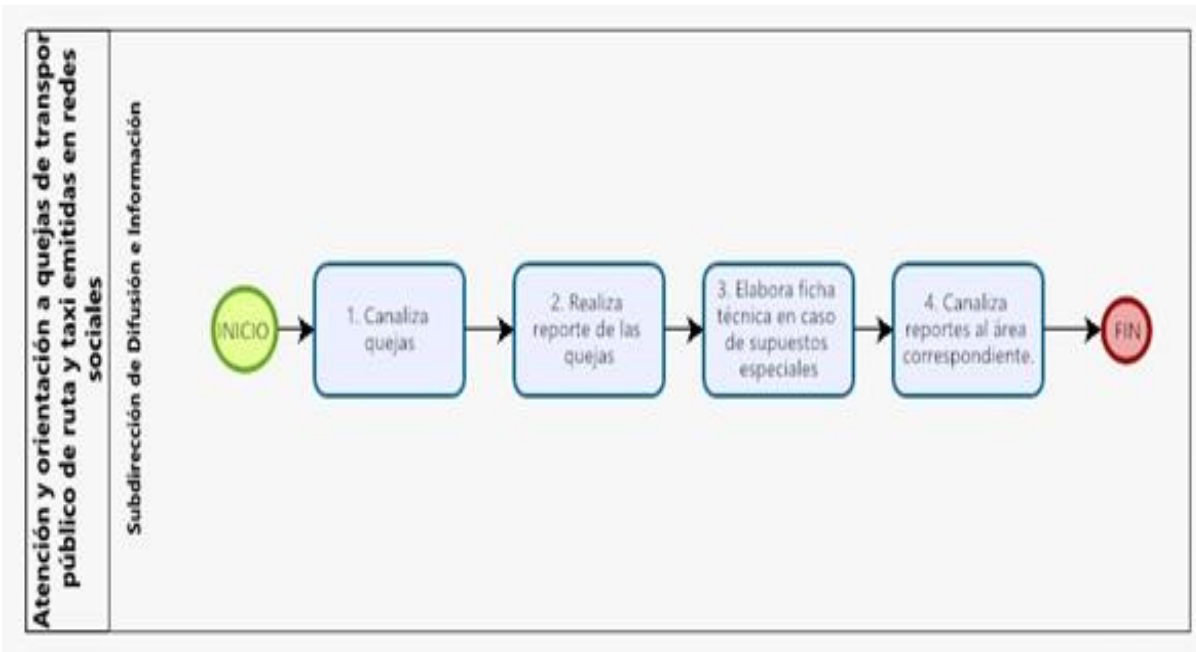 Atención y orientación a quejas de transpor
público de ruta y taxi emitidas en redes
sociales
Subdirección de Difusión e Información
INICIO
1. Canaliza
quejas
2. Realiza
reporte de las
quejas
3. Elabora ficha
técnica en caso
de supuestos
especiales
4. Canaliza
reportes al área
correspondiente.
FIN